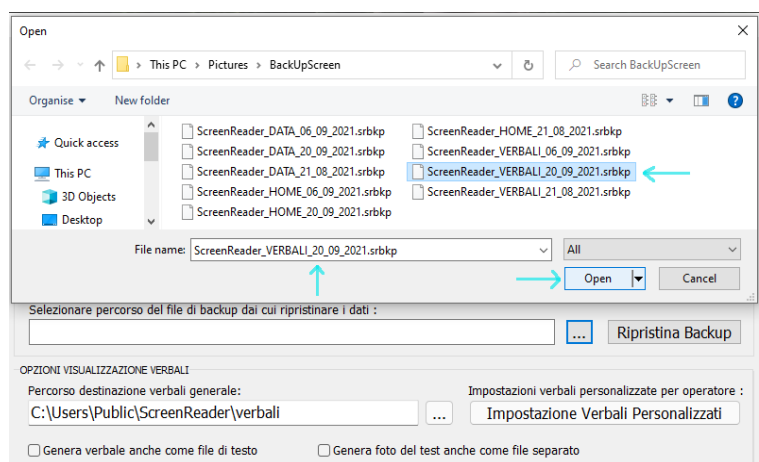 Open
This PC > Pictures > BackUpScreen
Search BackUpScreen
Organise
New folder
Quick access
This PC
3D Objects
Desktop
ScreenReader_DATA_06_09_2021.srbkp
ScreenReader_DATA_20_09_2021.srbkp
ScreenReader_DATA_21_08_2021.srbkp
ScreenReader_HOME_06_09_2021.srbkp
ScreenReader_HOME_20_09_2021.srbkp
ScreenReader_HOME_21_08_2021.srbkp
ScreenReader_VERBALI_06_09_2021.srbkp
ScreenReader_VERBALI_20_09_2021.srbkp
ScreenReader_VERBALI_21_08_2021.srbkp
File name: ScreenReader_VERBALI_20_09_2021.srbkp
All
Open
Cancel
Selezionare percorso del file di backup dai cui ripristinare i dati :
... Ripristina Backup
OPZIONI VISUALIZZAZIONE VERBALI
Percorso destinazione verbali generale:
Impostazioni verbali personalizzate per operatore :
C:\Users\Public\ScreenReader\verbali
...
Impostazione Verbali Personalizzati
Genera verbale anche come file di testo
Genera foto del test anche come file separato